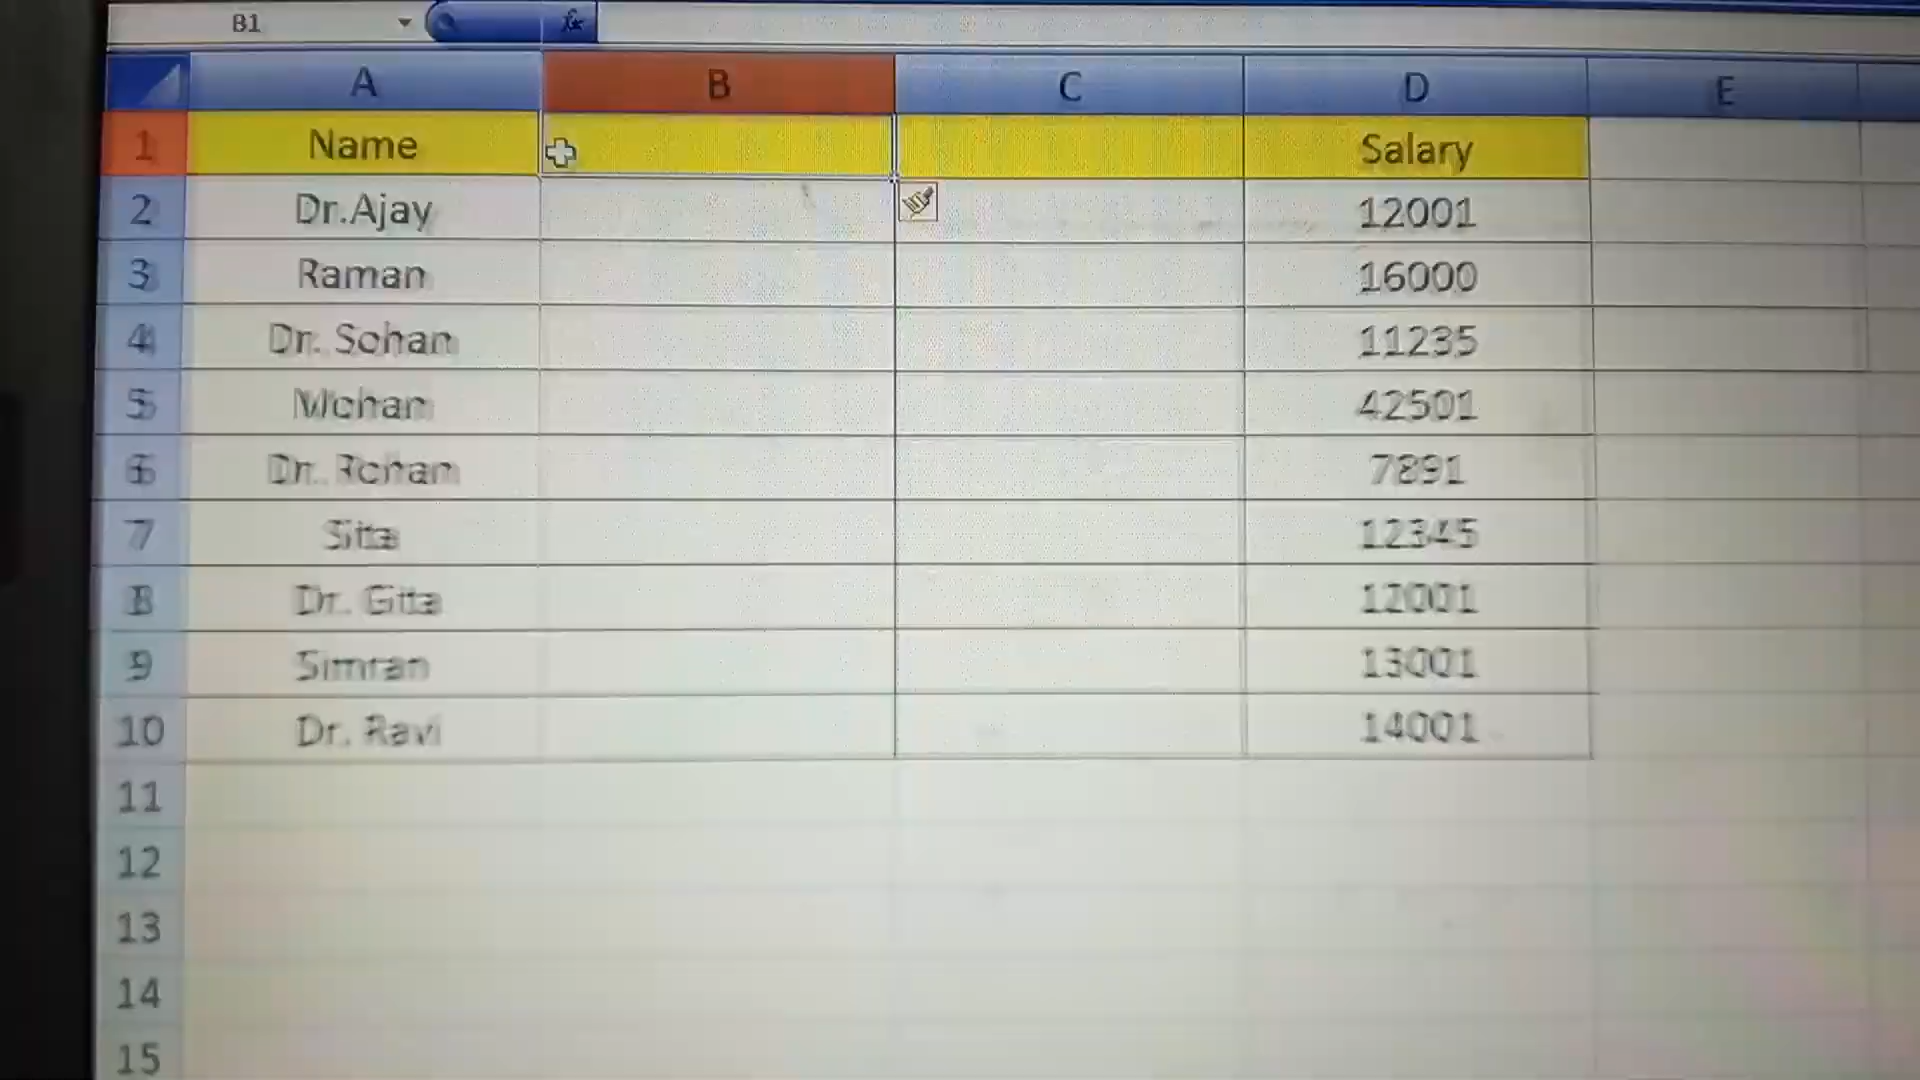 B1 fx
A B C D E
1 Name Salary
2 Dr.Ajay 12001
3 Raman 16000
4 Dr. Sohan 11235
5 Mohan 42501
6 Dr. Rohan 7891
7 Sita 12345
8 Dr. Gita 12001
9 Simran 13001
10 Dr. Ravi 14001
11
12
13
14
15